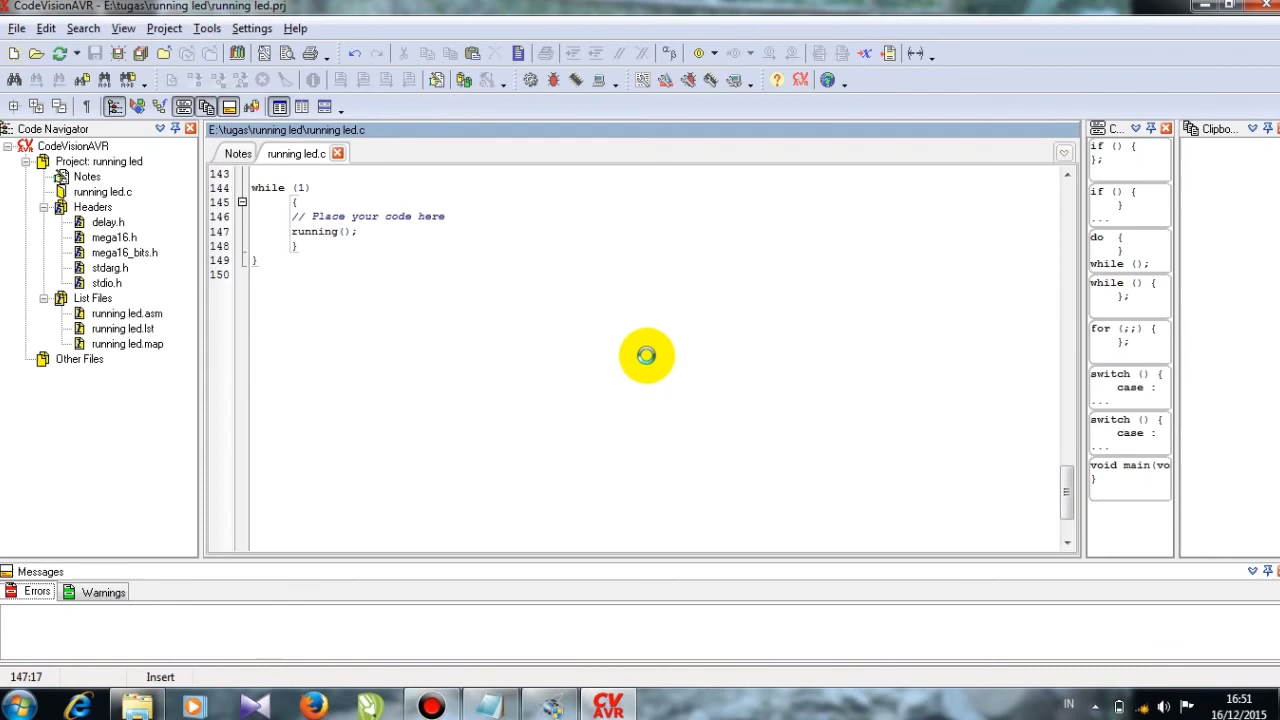 CodeVisionAVR - E:\tugas\running led\running led.prj
File Edit Search View Project Tools Settings Help
Code Navigator
CodeVisionAVR
Project: running led
Notes
running led.c
Headers
delay.h
mega16.h
mega16_bits.h
stdarg.h
stdio.h
List Files
running led.asm
running led.lst
running led.map
Other Files
E:\tugas\running led\running led.c
Notes running led.c
143
144 while (1)
145 {
146 // Place your code here
147 running();
148 }
149 }
150
C...
if () {
};
if () {
}
...
do {
}
while ();
while () {
};
for (;;) {
};
switch () {
case :
...
switch () {
case :
...
void main(vo
}
Clipbo...
Messages
Errors Warnings
147:17 Insert
CV AVR
IN
16:51
16/12/2015